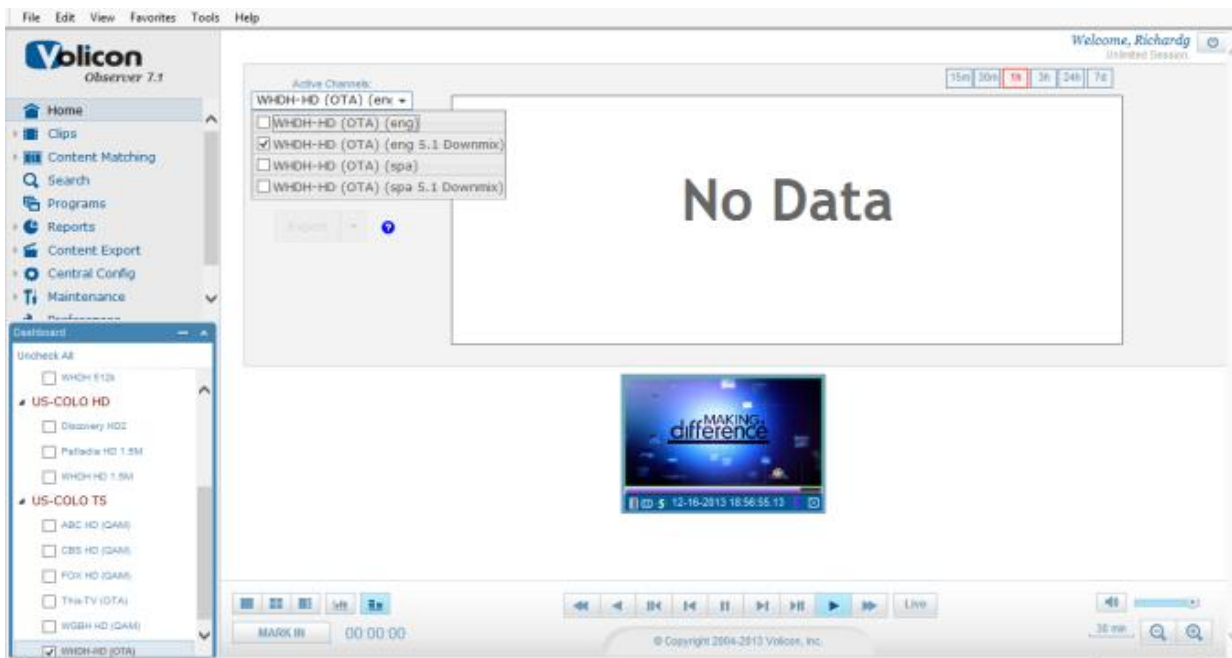 File Edit View Favorites Tools Help
Volicon
Observer 7.1
Welcome, Richardg
Unlimited Session
Home
Clips
Content Matching
Search
Programs
Reports
Content Export
Central Config
Maintenance
Preferences
Active Channels:
WHDH-HD (OTA) (en
WHDH-HD (OTA) (eng)
WHDH-HD (OTA) (eng 5.1 Downmix)
WHDH-HD (OTA) (spa)
WHDH-HD (OTA) (spa 5.1 Downmix)
Export
?
15m 30m 1h 3h 24h 7d
No Data
Dashboard
Uncheck All
WHDH 512k
US-COLO HD
Discovery HD2
Palladia HD 1.5M
WHDH HD 1.5M
US-COLO TS
ABC HD (QAM)
CBS HD (QAM)
FOX HD (QAM)
This-TV (OTA)
WGBH HD (QAM)
WHDH-HD (OTA)
MAKING
difference
12-16-2013 18:56:55.13
Live
MARK IN
00:00:00
30 min
© Copyright 2004-2013 Volicon, Inc.